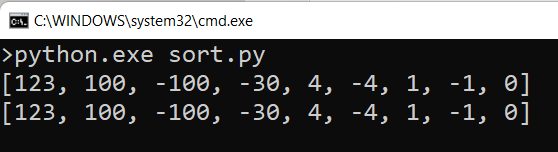 C:\WINDOWS\system32\cmd.exe
>python.exe sort.py
[123, 100, -100, -30, 4, -4, 1, -1, 0]
[123, 100, -100, -30, 4, -4, 1, -1, 0]